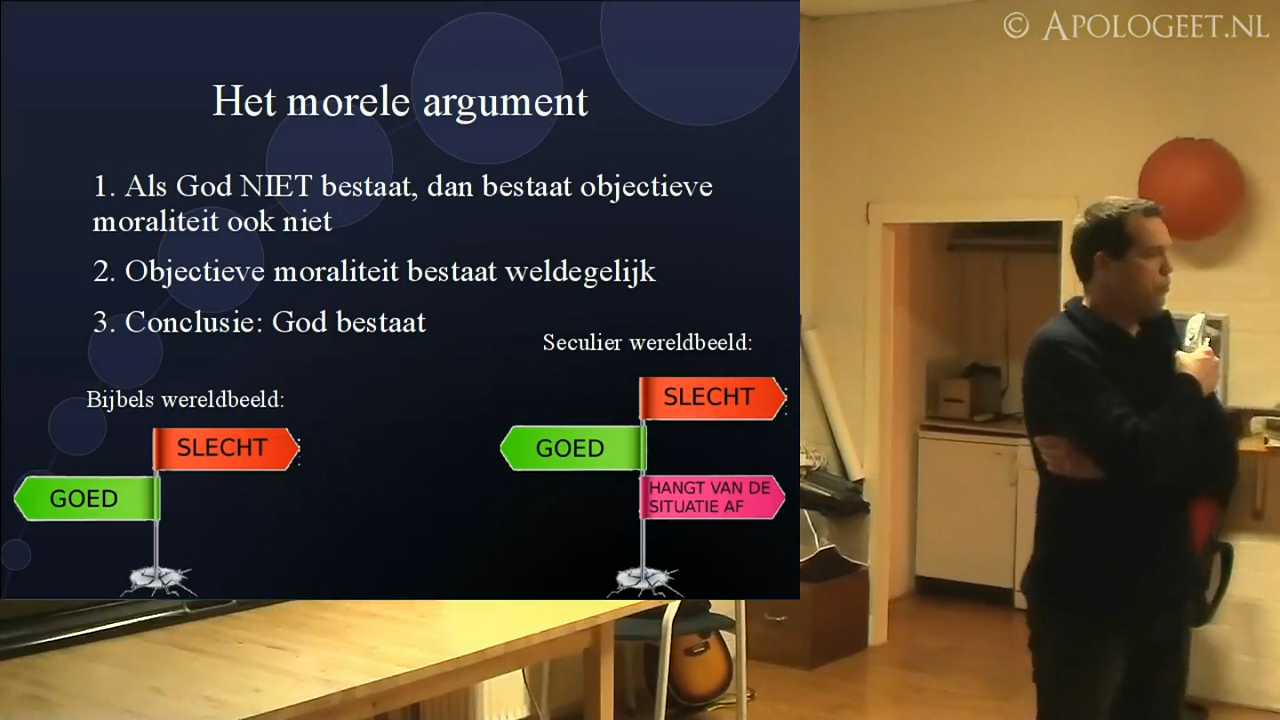 © APOLOGEET.NL
Het morele argument
1. Als God NIET bestaat, dan bestaat objectieve
moraliteit ook niet
2. Objectieve moraliteit bestaat weldegelijk
3. Conclusie: God bestaat
Seculier wereldbeeld:
SLECHT
GOED
HANGT VAN DE
SITUATIE AF
Bijbels wereldbeeld:
SLECHT
GOED